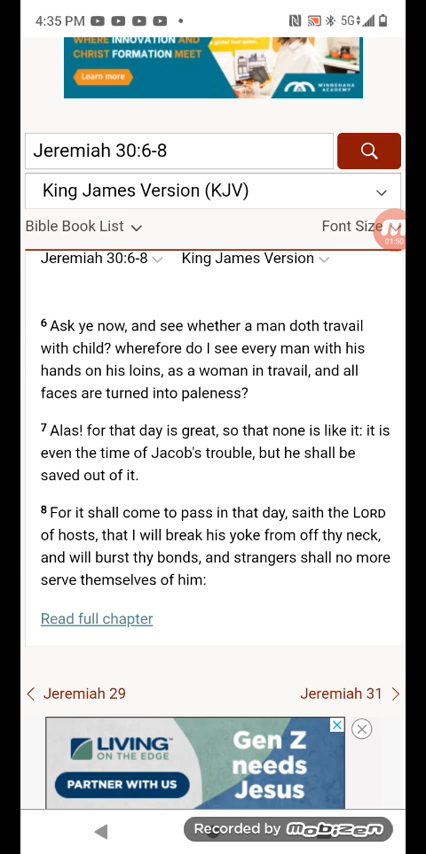 4:35 PM
5G
WHERE INNOVATION AND
CHRIST FORMATION MEET
Learn more
MINNEHAHA
ACADEMY
Jeremiah 30:6-8
King James Version (KJV)
Bible Book List
Font Size
01:50
Jeremiah 30:6-8 King James Version
6 Ask ye now, and see whether a man doth travail
with child? wherefore do I see every man with his
hands on his loins, as a woman in travail, and all
faces are turned into paleness?
7 Alas! for that day is great, so that none is like it: it is
even the time of Jacob's trouble, but he shall be
saved out of it.
8 For it shall come to pass in that day, saith the LORD
of hosts, that I will break his yoke from off thy neck,
and will burst thy bonds, and strangers shall no more
serve themselves of him:
Read full chapter
Jeremiah 29
Jeremiah 31
LIVING
ON THE EDGE
PARTNER WITH US
Gen Z
needs
Jesus
Recorded by mobizen